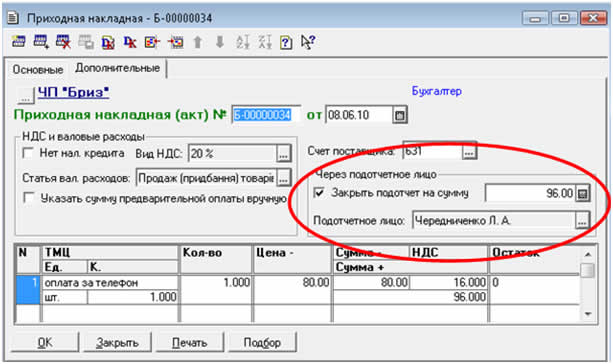 Приходная накладная - Б-00000034
Основные Дополнительные
... ЧП "Бриз" Бухгалтер
Приходная накладная (акт) № Б-00000034 от 08.06.10
НДС и валовые расходы
Нет нал. кредита Вид НДС: 20 % ...
Счет поставщика: 631 ...
Статья вал. расходов: Продаж (придбання) товарів ...
Указать сумму предварительной оплаты вручную
Через подотчетное лицо
Закрыть подотчет на сумму 96.00
Подотчетное лицо: Чередниченко Л. А. ...
N ТМЦ Кол-во Цена - Сумма - НДС Остаток
Ед. К. Сумма +
1 оплата за телефон 1.000 80.00 80.00 16.000 0
шт. 1.000 96.000
OK Закрыть Печать Подбор